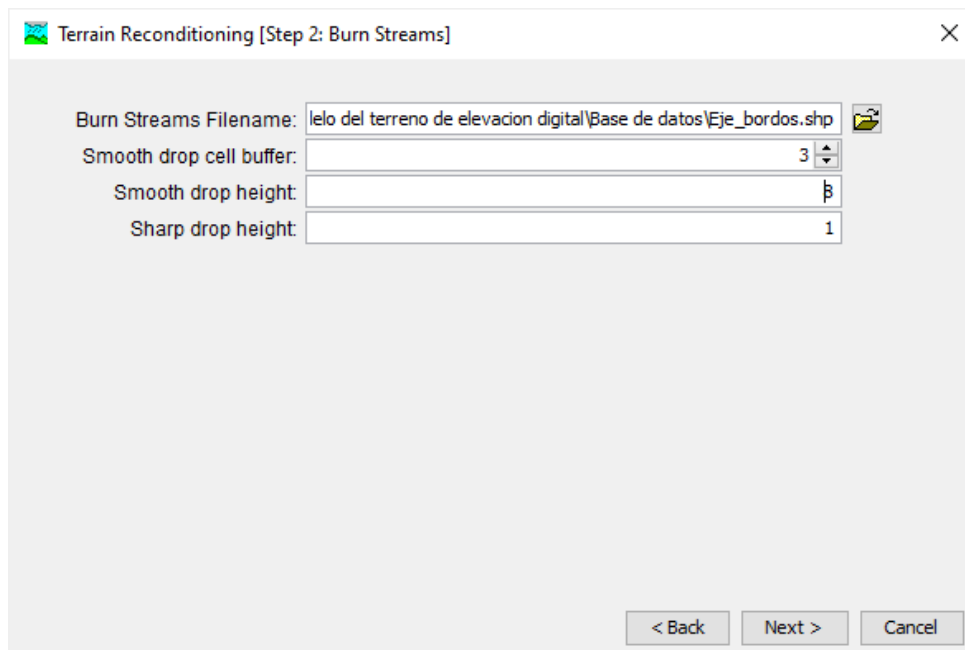 Terrain Reconditioning [Step 2: Burn Streams]
Burn Streams Filename: lelo del terreno de elevacion digital\Base de datos\Eje_bordos.shp
Smooth drop cell buffer: 3
Smooth drop height: 3
Sharp drop height: 1
< Back Next > Cancel